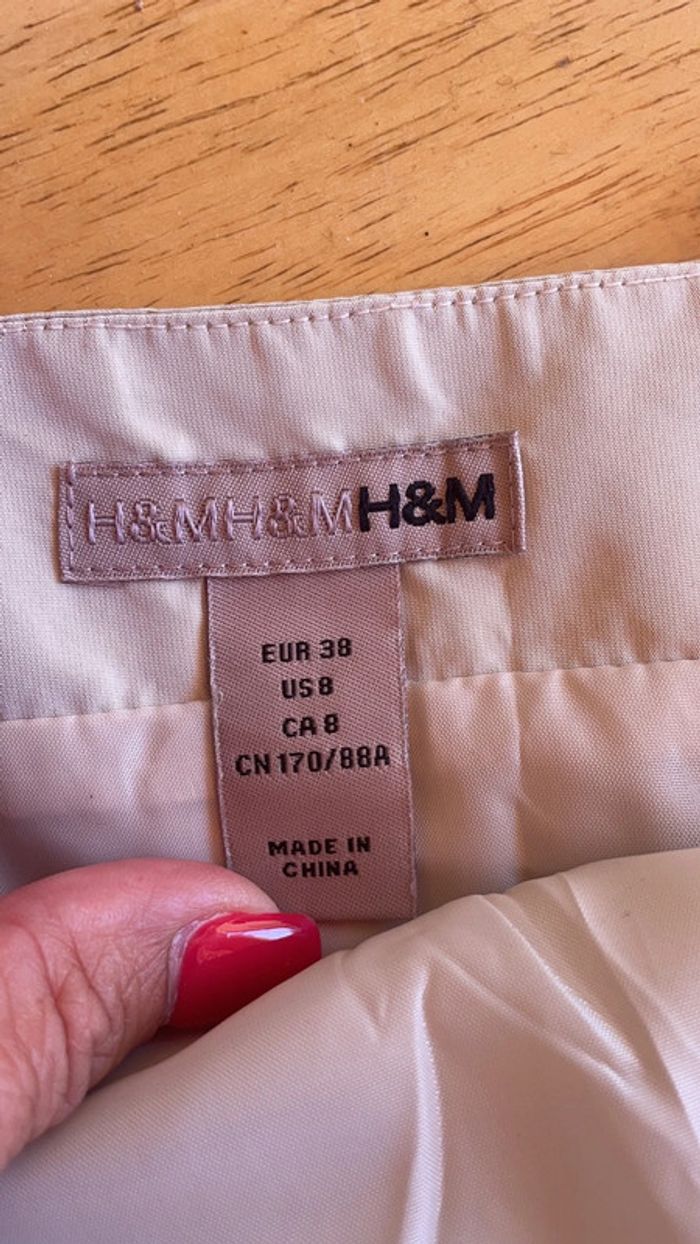 H&MH&MH&M
EUR 38
US 8
CA 8
CN 170/88A
MADE IN
CHINA